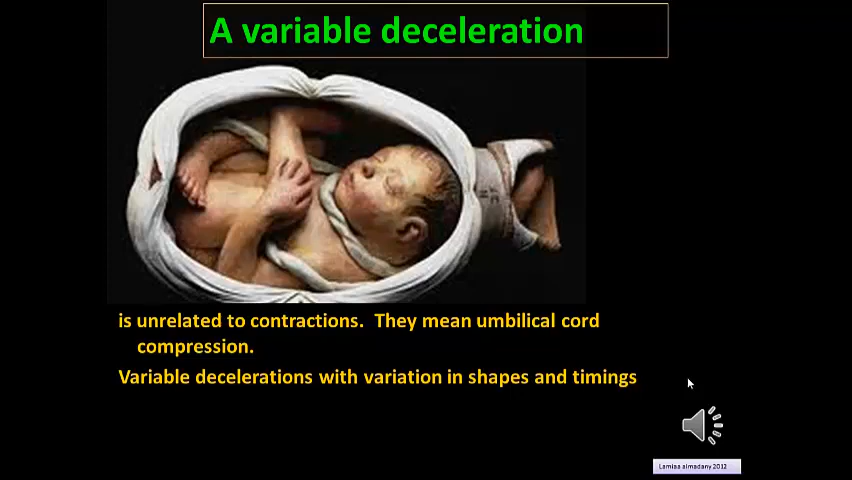 A variable deceleration
is unrelated to contractions. They mean umbilical cord
compression.
Variable decelerations with variation in shapes and timings
Lamiaa almadany 2012